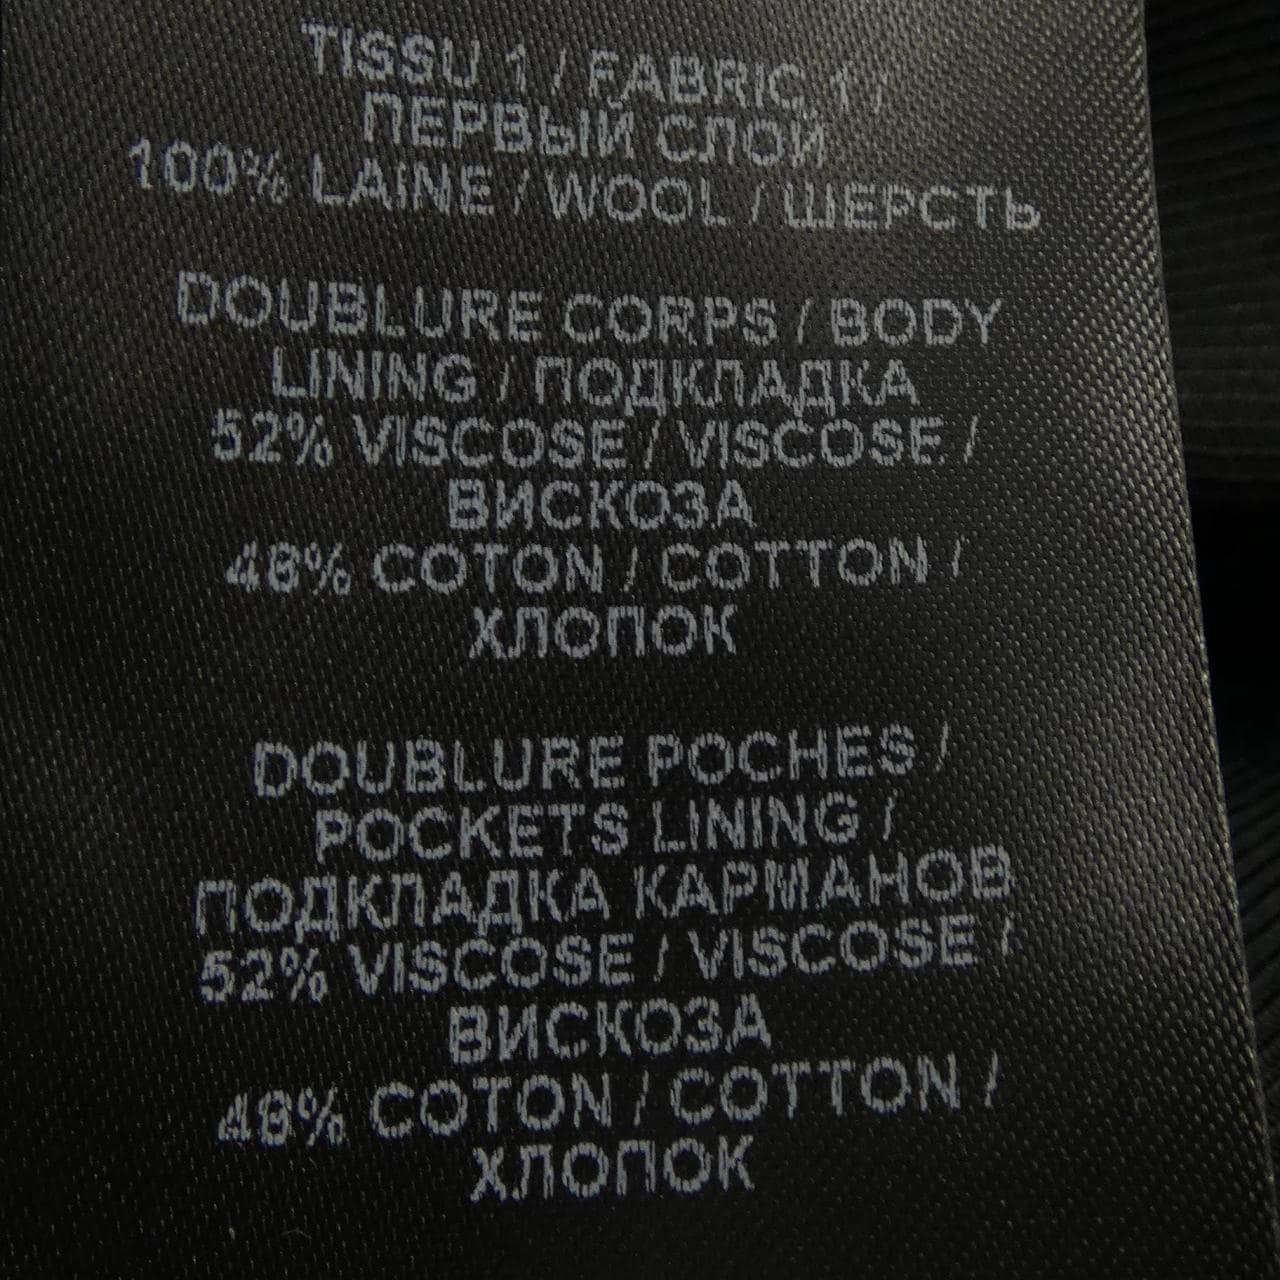 TISSU 1 / FABRIC 1 /
ПЕРВЫЙ СЛОЙ
100% LAINE / WOOL / ШЕРСТЬ
DOUBLURE CORPS / BODY
LINING / ПОДКЛАДКА
52% VISCOSE / VISCOSE /
ВИСКОЗА
48% COTON / COTTON /
ХЛОПОК
DOUBLURE POCHES /
POCKETS LINING /
ПОДКЛАДКА КАРМАНОВ
52% VISCOSE / VISCOSE /
ВИСКОЗА
48% COTON / COTTON /
ХЛОПОК